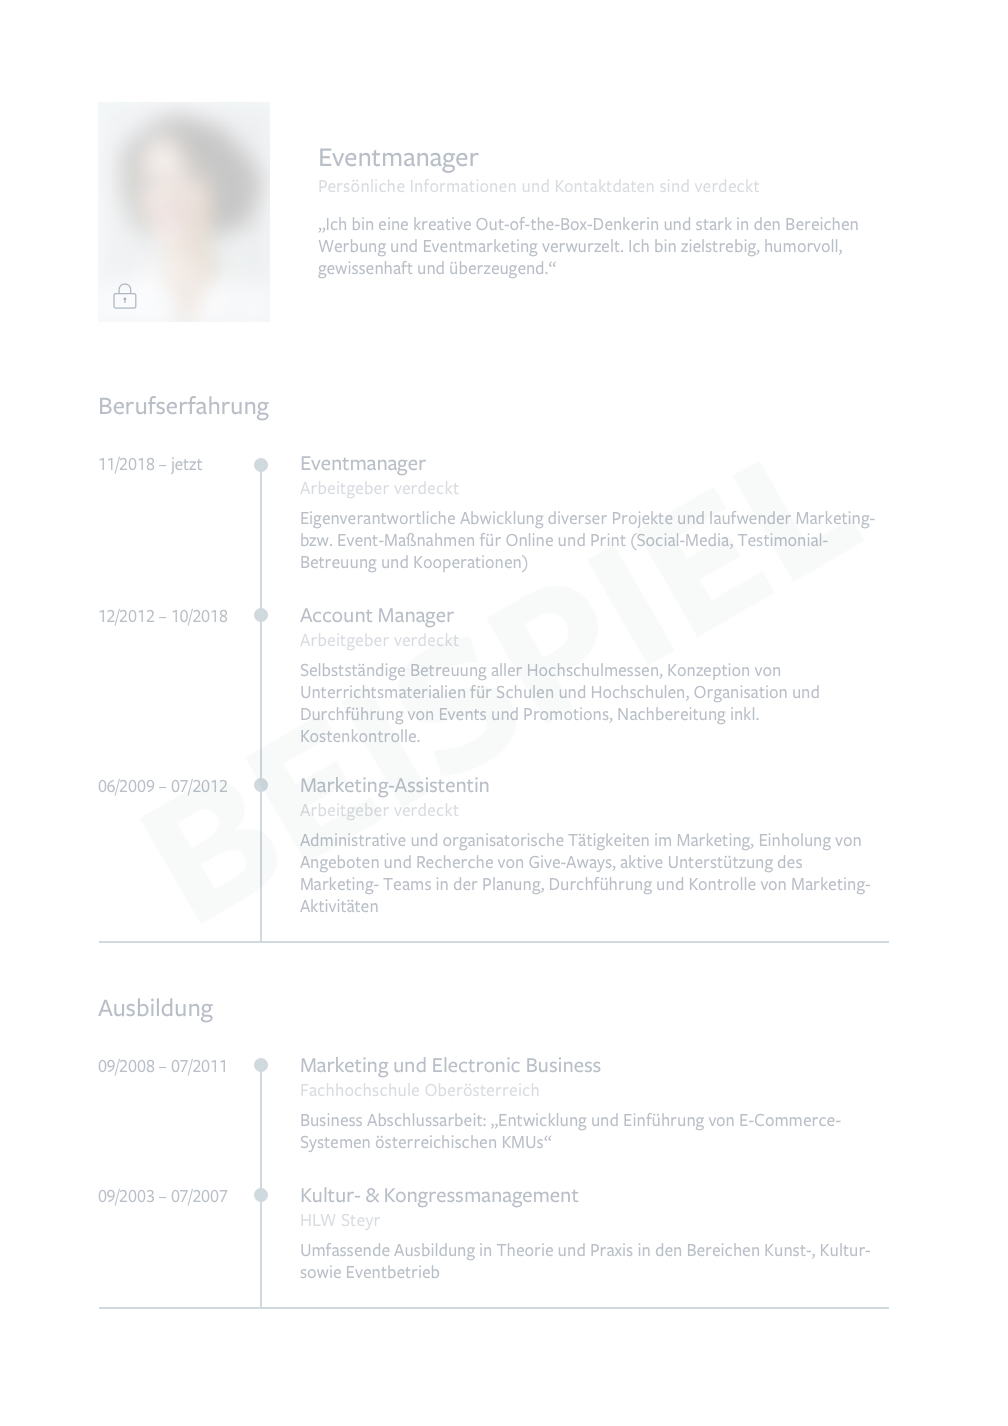 Eventmanager
Persönliche Informationen und Kontaktdaten sind verdeckt
„Ich bin eine kreative Out-of-the-Box-Denkerin und stark in den Bereichen
Werbung und Eventmarketing verwurzelt. Ich bin zielstrebig, humorvoll,
gewissenhaft und überzeugend.“
Berufserfahrung
11/2018 – jetzt
Eventmanager
Arbeitgeber verdeckt
Eigenverantwortliche Abwicklung diverser Projekte und laufwender Marketing-
bzw. Event-Maßnahmen für Online und Print (Social-Media, Testimonial-
Betreuung und Kooperationen)
12/2012 – 10/2018
Account Manager
Arbeitgeber verdeckt
Selbstständige Betreuung aller Hochschulmessen, Konzeption von
Unterrichtsmaterialien für Schulen und Hochschulen, Organisation und
Durchführung von Events und Promotions, Nachbereitung inkl.
Kostenkontrolle.
06/2009 – 07/2012
Marketing-Assistentin
Arbeitgeber verdeckt
Administrative und organisatorische Tätigkeiten im Marketing, Einholung von
Angeboten und Recherche von Give-Aways, aktive Unterstützung des
Marketing- Teams in der Planung, Durchführung und Kontrolle von Marketing-
Aktivitäten
BEISPIEL
Ausbildung
09/2008 – 07/2011
Marketing und Electronic Business
Fachhochschule Oberösterreich
Business Abschlussarbeit: „Entwicklung und Einführung von E-Commerce-
Systemen österreichischen KMUs“
09/2003 – 07/2007
Kultur- & Kongressmanagement
HLW Steyr
Umfassende Ausbildung in Theorie und Praxis in den Bereichen Kunst-, Kultur-
sowie Eventbetrieb